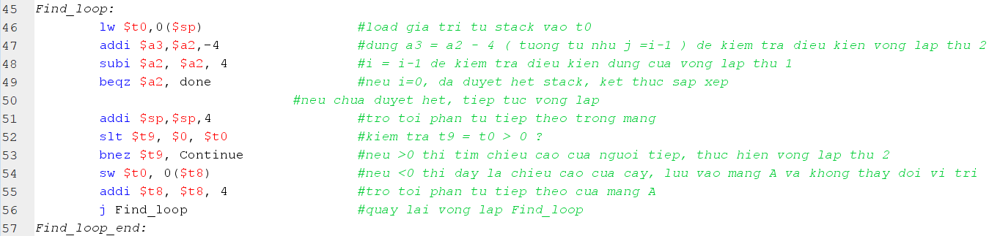 45 Find_loop:
46 lw $t0,0($sp) #load gia tri tu stack vao t0
47 addi $a3,$a2,-4 #dung a3 = a2 - 4 ( tuong tu nhu j =i-1 ) de kiem tra dieu kien vong lap thu 2
48 subi $a2, $a2, 4 #i = i-1 de kiem tra dieu kien dung cua vong lap thu 1
49 beqz $a2, done #neu i=0, da duyet het stack, ket thuc sap xep
50 #neu chua duyet het, tiep tuc vong lap
51 addi $sp,$sp,4 #tro toi phan tu tiep theo trong mang
52 slt $t9, $0, $t0 #kiem tra t9 = t0 > 0 ?
53 bnez $t9, Continue #neu >0 thi tim chieu cao cua nguoi tiep, thuc hien vong lap thu 2
54 sw $t0, 0($t8) #neu <0 thi day la chieu cao cua cay, luu vao mang A va khong thay doi vi tri
55 addi $t8, $t8, 4 #tro toi phan tu tiep theo cua mang A
56 j Find_loop #quay lai vong lap Find_loop
57 Find_loop_end: